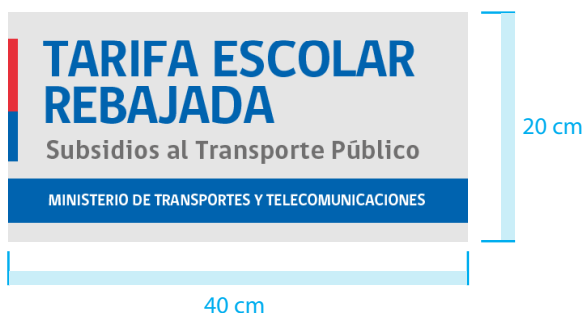 TARIFA ESCOLAR
REBAJADA
Subsidios al Transporte Público
MINISTERIO DE TRANSPORTES Y TELECOMUNICACIONES
20 cm
40 cm